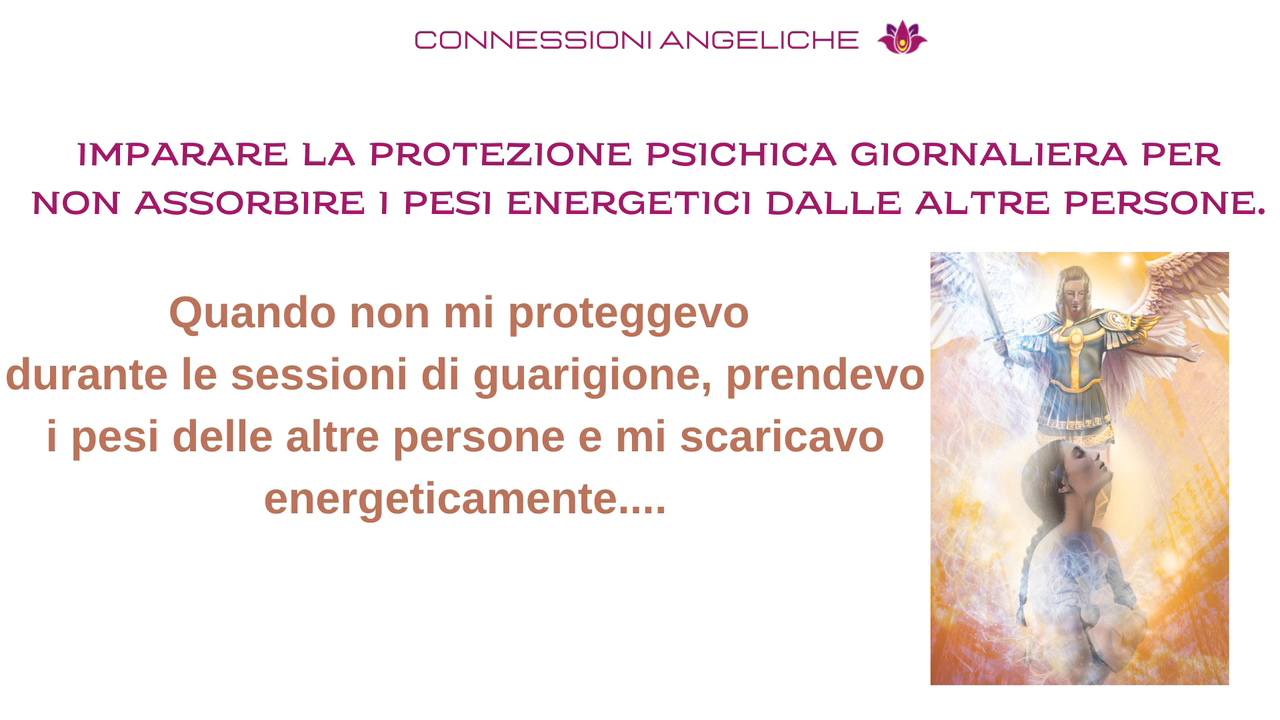 CONNESSIONI ANGELICHE
IMPARARE LA PROTEZIONE PSICHICA GIORNALIERA PER
NON ASSORBIRE I PESI ENERGETICI DALLE ALTRE PERSONE.
Quando non mi proteggevo
durante le sessioni di guarigione, prendevo
i pesi delle altre persone e mi scaricavo
energeticamente....